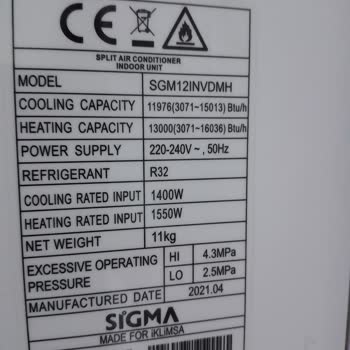 CE
SPLIT AIR CONDITIONER
INDOOR UNIT
MODEL SGM12INVDMH
COOLING CAPACITY 11976(3071~15013) Btu/h
HEATING CAPACITY 13000(3071~16036) Btu/h
POWER SUPPLY 220-240V ~ , 50Hz
REFRIGERANT R32
COOLING RATED INPUT 1400W
HEATING RATED INPUT 1550W
NET WEIGHT 11kg
EXCESSIVE OPERATING PRESSURE HI 4.3MPa
LO 2.5MPa
MANUFACTURED DATE 2021.04
SIGMA
MADE FOR iKLIMSA